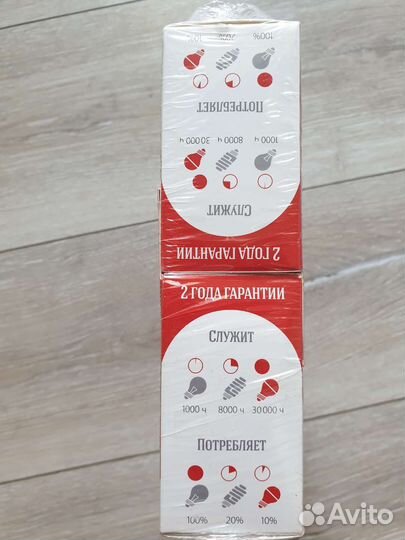 100% 20% 10%
ПОТРЕБЛЯЕТ
1000 ч 8000 ч 30 000 ч
СЛУЖИТ
2 ГОДА ГАРАНТИИ
2 ГОДА ГАРАНТИИ
СЛУЖИТ
1000 ч 8000 ч 30 000 ч
ПОТРЕБЛЯЕТ
100% 20% 10%
Avito